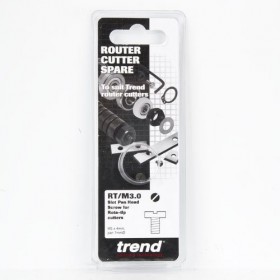 ROUTER
CUTTER
SPARE
To suit Trend
router cutters
RT/M3.0
Slot Pan Head
Screw for
Rota-tip
cutters
trend